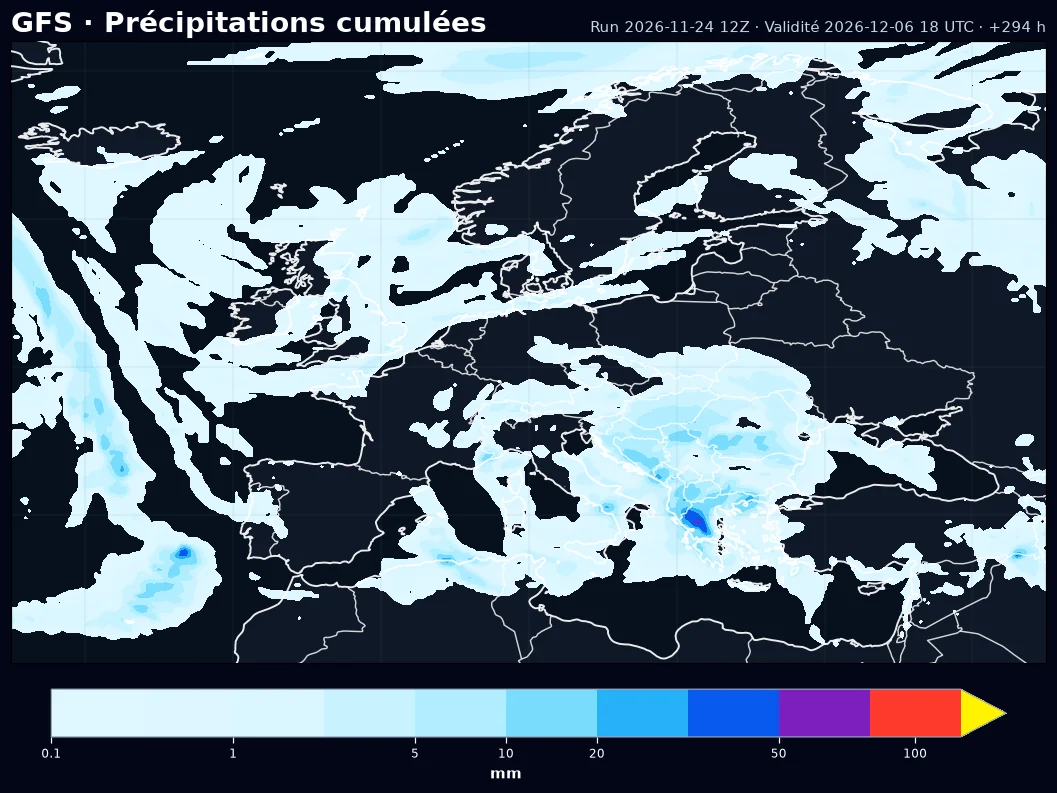 GFS · Précipitations cumulées
Run 2026-11-24 12Z · Validité 2026-12-06 18 UTC · +294 h
0.1 1 5 10 20 50 100
mm